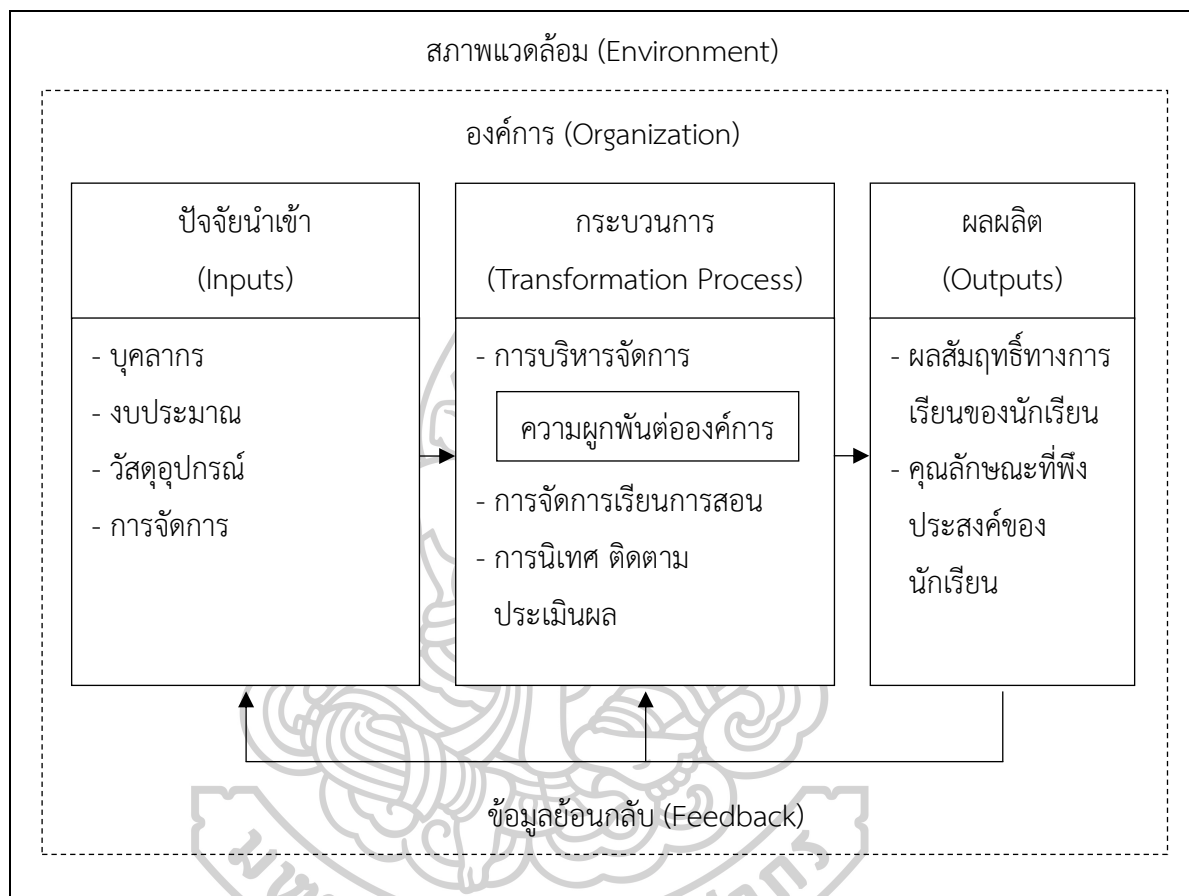 สภาพแวดล้อม (Environment)
องค์การ (Organization)
ปัจจัยนำเข้า
(Inputs)
- บุคลากร
- งบประมาณ
- วัสดุอุปกรณ์
- การจัดการ
กระบวนการ
(Transformation Process)
- การบริหารจัดการ
ความผูกพันต่อองค์การ
- การจัดการเรียนการสอน
- การนิเทศ ติดตาม
ประเมินผล
ผลผลิต
(Outputs)
- ผลสัมฤทธิ์ทางการ
เรียนของนักเรียน
- คุณลักษณะที่พึง
ประสงค์ของ
นักเรียน
ข้อมูลย้อนกลับ (Feedback)